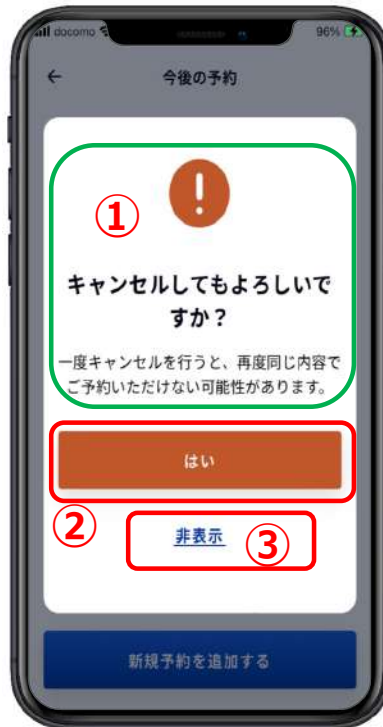 docomo 96%
← 今後の予約
!
①
キャンセルしてもよろしいで
すか？
一度キャンセルを行うと、再度同じ内容で
ご予約いただけない可能性があります。
はい
②
非表示 ③
新規予約を追加する